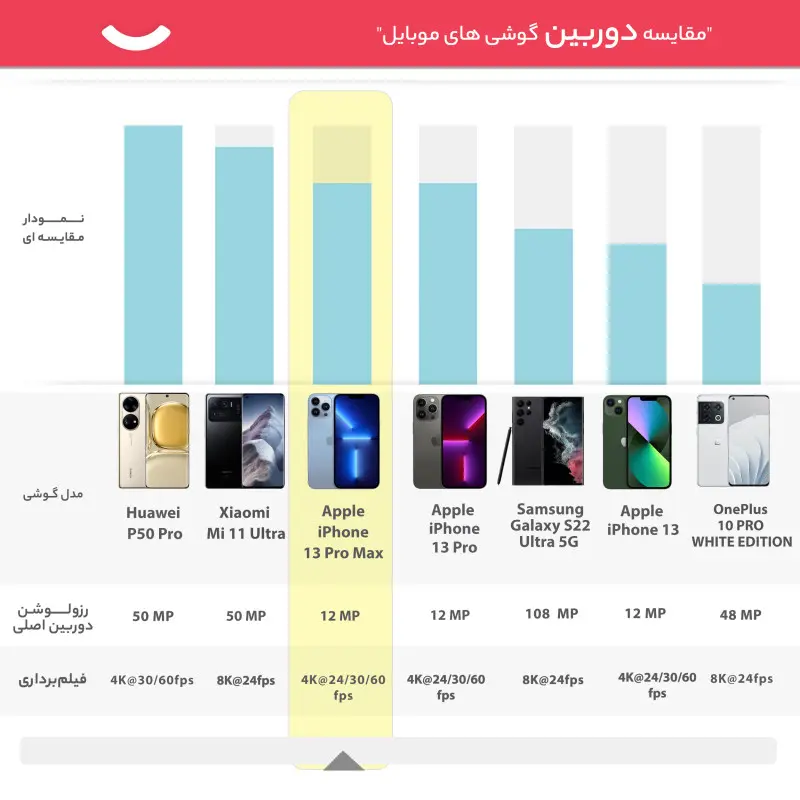 "مقایسه دوربین گوشی های موبایل"
نـــمـــودار
مـقـایـسـه ای
مدل گـوشی
Huawei
P50 Pro
Xiaomi
Mi 11 Ultra
Apple
iPhone
13 Pro Max
Apple
iPhone
13 Pro
Samsung
Galaxy S22
Ultra 5G
Apple
iPhone 13
OnePlus
10 PRO
WHITE EDITION
رزولـــوشـن
دوربین اصلی
50 MP
50 MP
12 MP
12 MP
108 MP
12 MP
48 MP
فیلم‌برداری
4K@30/60fps
8K@24fps
4K@24/30/60
fps
4K@24/30/60
fps
8K@24fps
4K@24/30/60
fps
8K@24fps